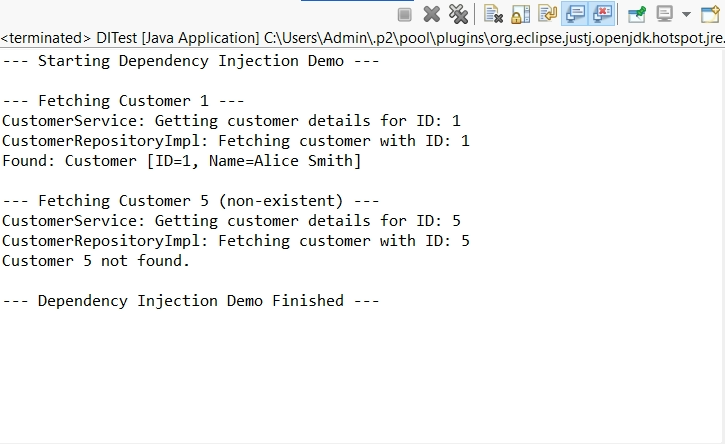 <terminated> DITest [Java Application] C:\Users\Admin\.p2\pool\plugins\org.eclipse.justj.openjdk.hotspot.jre.
--- Starting Dependency Injection Demo ---
--- Fetching Customer 1 ---
CustomerService: Getting customer details for ID: 1
CustomerRepositoryImpl: Fetching customer with ID: 1
Found: Customer [ID=1, Name=Alice Smith]
--- Fetching Customer 5 (non-existent) ---
CustomerService: Getting customer details for ID: 5
CustomerRepositoryImpl: Fetching customer with ID: 5
Customer 5 not found.
--- Dependency Injection Demo Finished ---